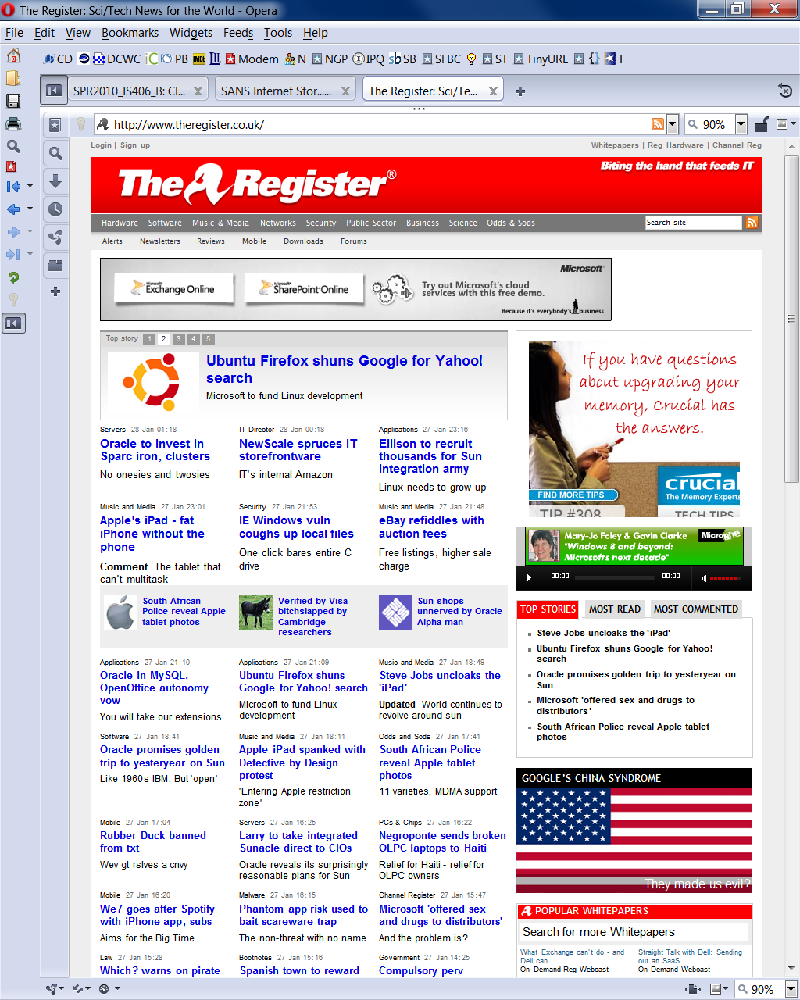 The Register: Sci/Tech News for the World - Opera
File Edit View Bookmarks Widgets Feeds Tools Help
CD DCWC PB IMDb Modem N NGP IPQ sb SB SFBC ST TinyURL {} T
SPR2010_IS406_B: Cl... SANS Internet Stor...... The Register: Sci/Te...
http://www.theregister.co.uk/ 90%
Login | Sign up Whitepapers | Reg Hardware | Channel Reg
Biting the hand that feeds IT
The Register®
Hardware Software Music & Media Networks Security Public Sector Business Science Odds & Sods Search site
Alerts Newsletters Reviews Mobile Downloads Forums
Microsoft
Microsoft Exchange Online Microsoft SharePoint Online Try out Microsoft's cloud
services with this free demo.
Because it's everybody's business
Top story 1 2 3 4 5
Ubuntu Firefox shuns Google for Yahoo!
search
Microsoft to fund Linux development
Servers 28 Jan 01:18
Oracle to invest in
Sparc iron, clusters
No onesies and twosies
IT Director 28 Jan 00:18
NewScale spruces IT
storefrontware
IT's internal Amazon
Applications 27 Jan 23:16
Ellison to recruit
thousands for Sun
integration army
Linux needs to grow up
Music and Media 27 Jan 23:01
Apple's iPad - fat
iPhone without the
phone
Comment The tablet that
can't multitask
Security 27 Jan 21:53
IE Windows vuln
coughs up local files
One click bares entire C
drive
Music and Media 27 Jan 21:48
eBay refiddles with
auction fees
Free listings, higher sale
charge
South African
Police reveal Apple
tablet photos
Verified by Visa
bitchslapped by
Cambridge
researchers
Sun shops
unnerved by Oracle
Alpha man
Applications 27 Jan 21:10
Oracle in MySQL,
OpenOffice autonomy
vow
You will take our extensions
Applications 27 Jan 21:09
Ubuntu Firefox shuns
Google for Yahoo! search
Microsoft to fund Linux
development
Music and Media 27 Jan 18:49
Steve Jobs uncloaks the
'iPad'
Updated World continues to
revolve around sun
Software 27 Jan 18:41
Oracle promises golden
trip to yesteryear on Sun
Like 1960s IBM. But 'open'
Music and Media 27 Jan 18:11
Apple iPad spanked with
Defective by Design
protest
'Entering Apple restriction
zone'
Odds and Sods 27 Jan 17:41
South African Police
reveal Apple tablet
photos
11 varieties, MDMA support
Mobile 27 Jan 17:04
Rubber Duck banned
from txt
Wev gt rslves a cnvy
Servers 27 Jan 16:25
Larry to take integrated
Sunacle direct to CIOs
Oracle reveals its surprisingly
reasonable plans for Sun
PCs & Chips 27 Jan 16:22
Negroponte sends broken
OLPC laptops to Haiti
Relief for Haiti - relief for
OLPC owners
Mobile 27 Jan 16:20
We7 goes after Spotify
with iPhone app, subs
Aims for the Big Time
Malware 27 Jan 16:15
Phantom app risk used to
bait scareware trap
The non-threat with no name
Channel Register 27 Jan 15:47
Microsoft 'offered sex
and drugs to distributors'
And the problem is?
Law 27 Jan 15:28
Which? warns on pirate
Bootnotes 27 Jan 15:16
Spanish town to reward
Government 27 Jan 14:25
Compulsory perv
If you have questions
about upgrading your
memory, Crucial has
the answers.
crucial
The Memory Experts
FIND MORE TIPS
TIP #308 TECH TIPS
Mary-Jo Foley & Gavin Clarke
"Windows 8 and beyond:
Microsoft's next decade"
MicroBite
00:00 00:00
TOP STORIES MOST READ MOST COMMENTED
Steve Jobs uncloaks the 'iPad'
Ubuntu Firefox shuns Google for Yahoo!
search
Oracle promises golden trip to yesteryear on
Sun
Microsoft 'offered sex and drugs to
distributors'
South African Police reveal Apple tablet
photos
GOOGLE'S CHINA SYNDROME
They made us evil?
POPULAR WHITEPAPERS
Search for more Whitepapers
What Exchange can't do - and
Dell can
On Demand Reg Webcast
Straight Talk with Dell: Sending
out an SaaS
On Demand Webcast
90%